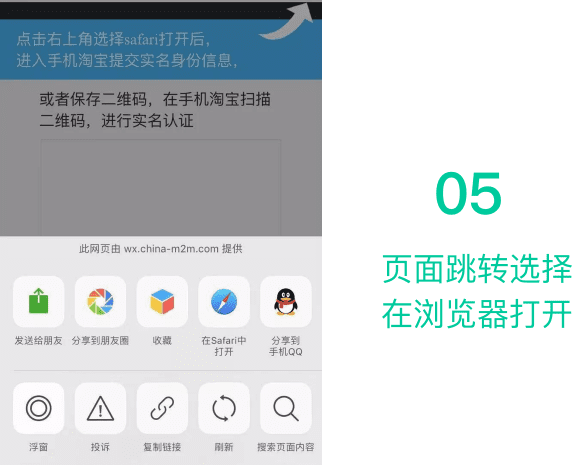 点击右上角选择safari打开后，
进入手机淘宝提交实名身份信息，
或者保存二维码，在手机淘宝扫描
二维码，进行实名认证
此网页由 wx.china-m2m.com 提供
发送给朋友
分享到朋友圈
收藏
在Safari中
打开
分享到
手机QQ
浮窗
投诉
复制链接
刷新
搜索页面内容
05
页面跳转选择
在浏览器打开